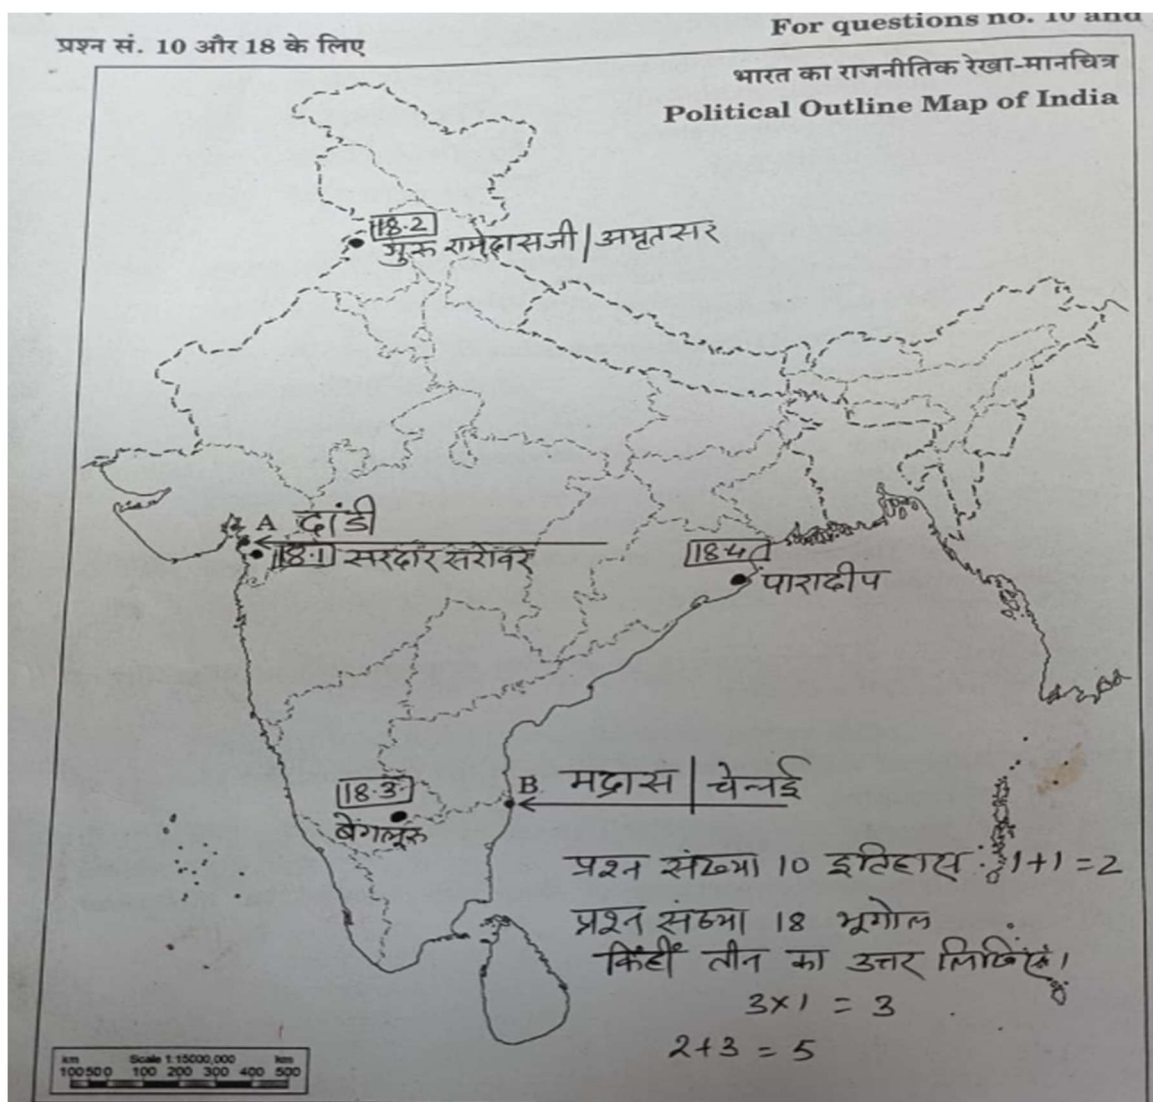 प्रश्न सं. 10 और 18 के लिए
For questions no. 10 and
भारत का राजनीतिक रेखा-मानचित्र
Political Outline Map of India
18.2
गुरु रामदासजी | अमृतसर
A दांडी
18.1 सरदार सरोवर
18.4
पारादीप
18.3
बेंगलूरु
B मद्रास | चेन्नई
प्रश्न संख्या 10 इतिहास : 1+1 = 2
प्रश्न संख्या 18 भूगोल
किंहीं तीन का उत्तर लिखिए।
3×1 = 3
2+3 = 5
km Scale 1:15000,000 km
100500 100 200 300 400 500